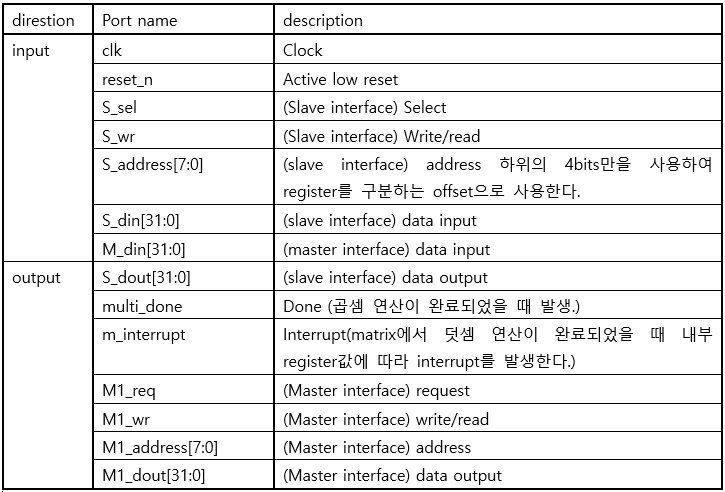 direstion Port name description
input clk Clock
reset_n Active low reset
S_sel (Slave interface) Select
S_wr (Slave interface) Write/read
S_address[7:0] (slave interface) address 하위의 4bits만을 사용하여
register를 구분하는 offset으로 사용한다.
S_din[31:0] (slave interface) data input
M_din[31:0] (master interface) data input
output S_dout[31:0] (slave interface) data output
multi_done Done (곱셈 연산이 완료되었을 때 발생.)
m_interrupt Interrupt(matrix에서 덧셈 연산이 완료되었을 때 내부
register값에 따라 interrupt를 발생한다.)
M1_req (Master interface) request
M1_wr (Master interface) write/read
M1_address[7:0] (Master interface) address
M1_dout[31:0] (Master interface) data output